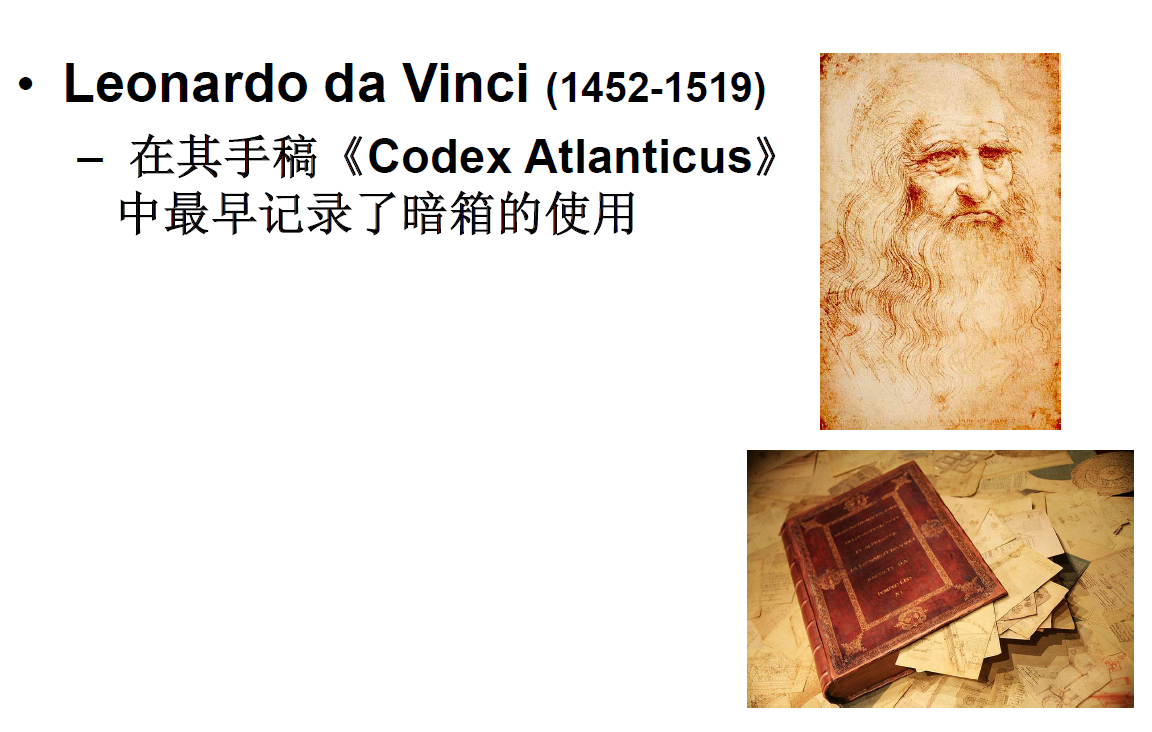 • Leonardo da Vinci (1452-1519)
– 在其手稿《Codex Atlanticus》
中最早记录了暗箱的使用